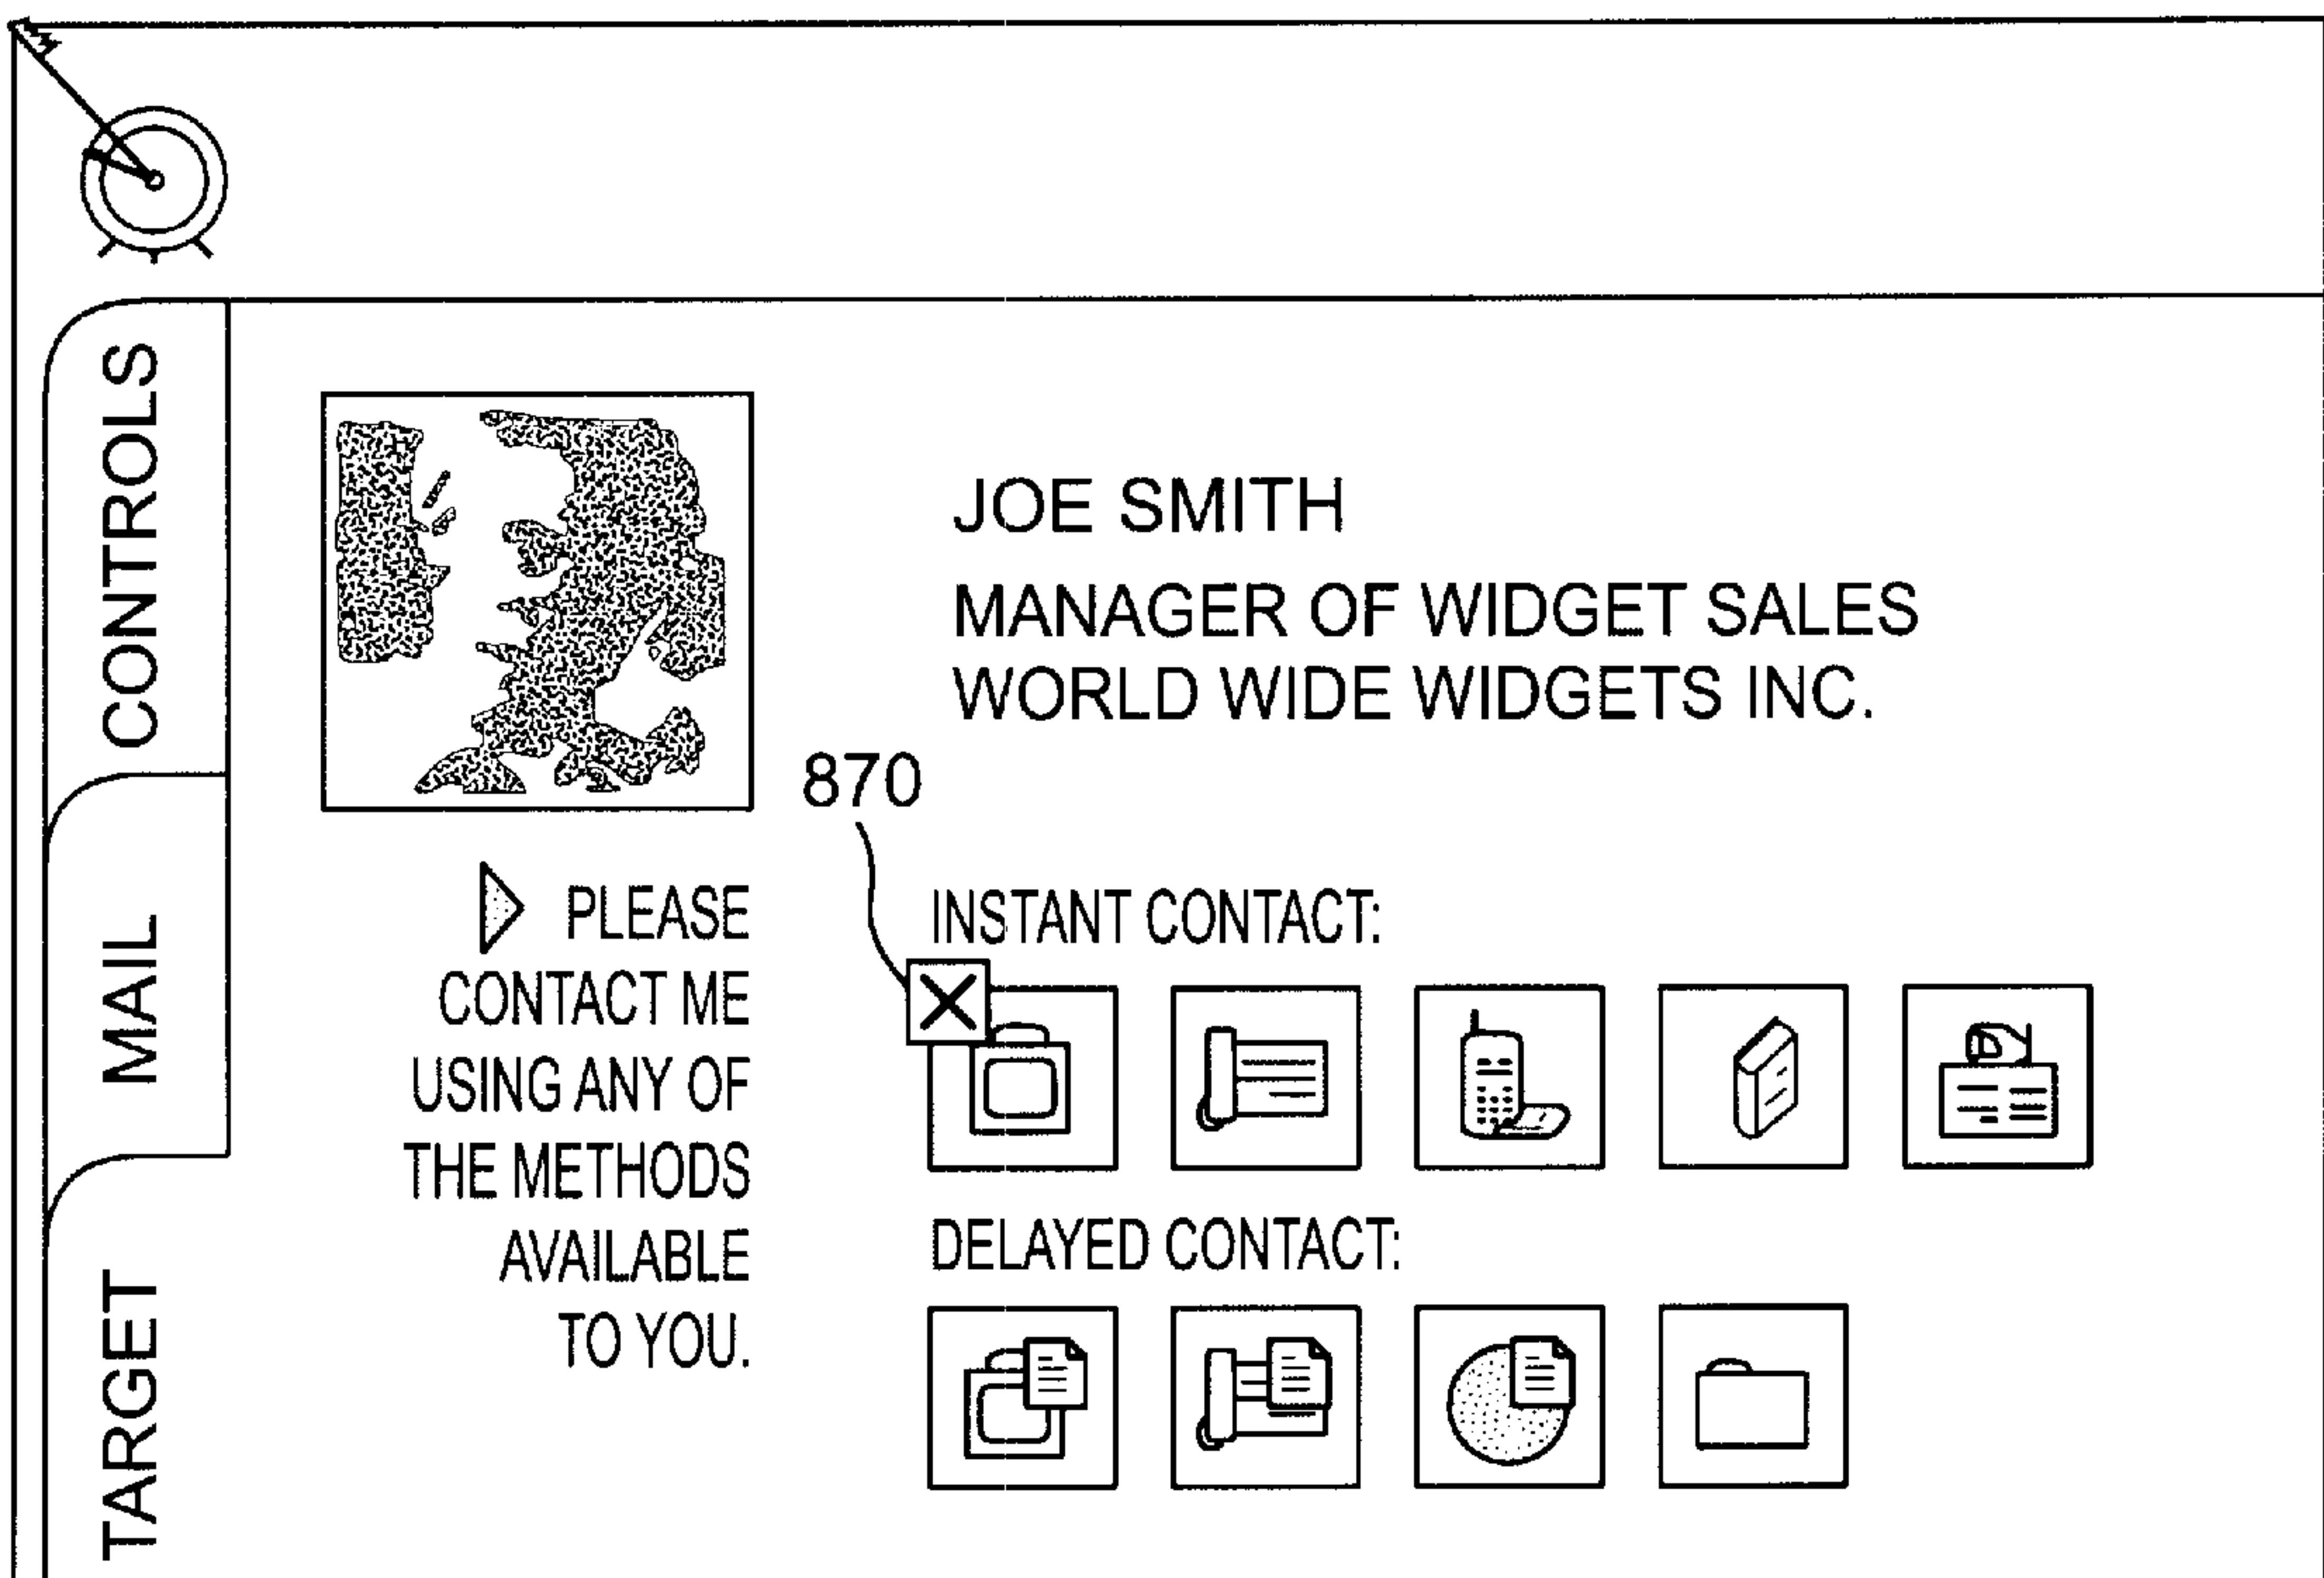 CONTROLS
MAIL
TARGET
JOE SMITH
MANAGER OF WIDGET SALES
WORLD WIDE WIDGETS INC.
870
PLEASE
CONTACT ME
USING ANY OF
THE METHODS
AVAILABLE
TO YOU.
INSTANT CONTACT:
DELAYED CONTACT: